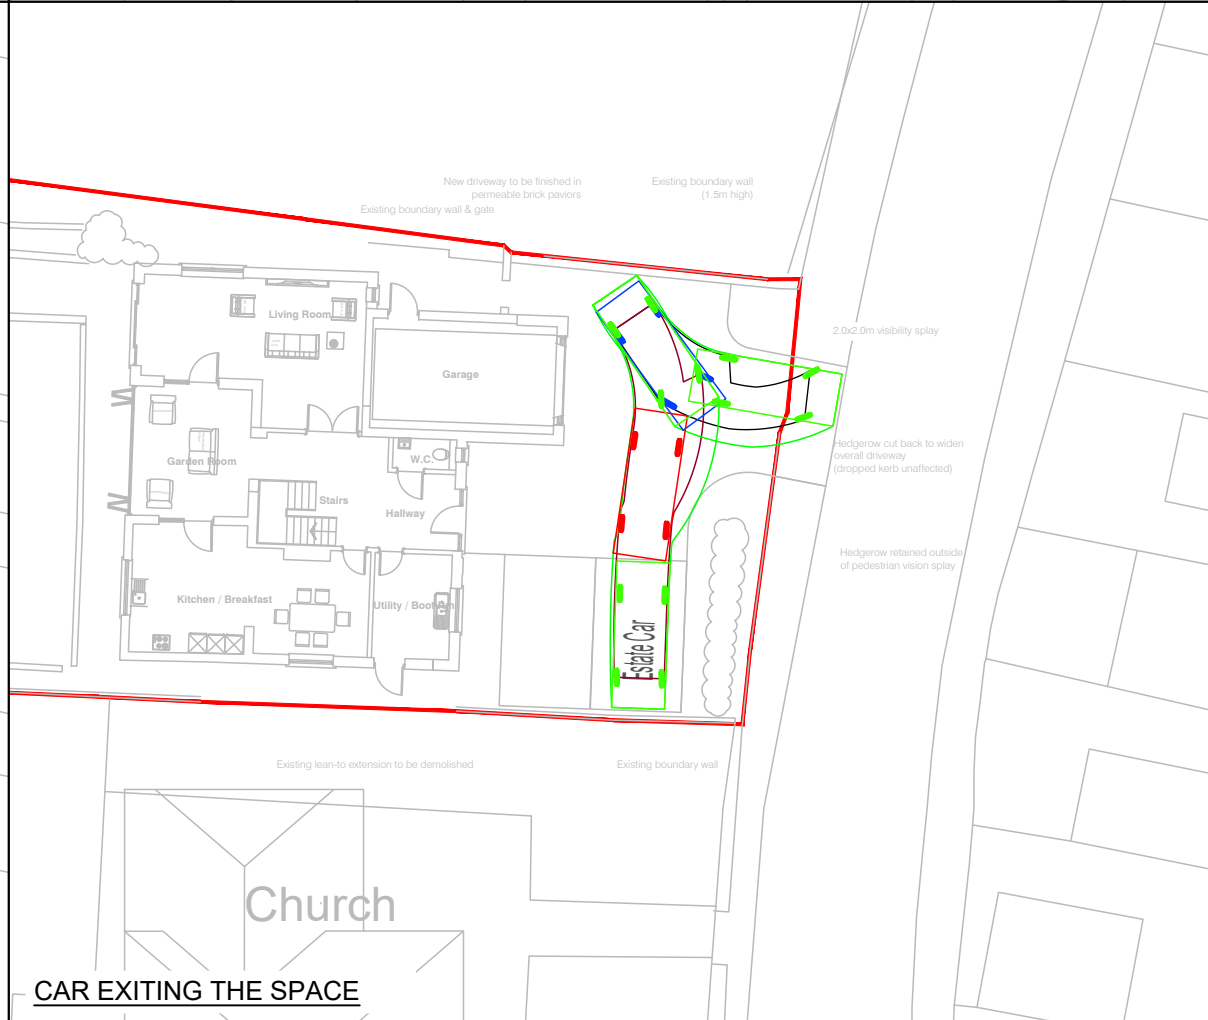 New driveway to be finished in
permeable brick paviors
Existing boundary wall
(1.5m high)
Existing boundary wall & gate
Living Room
2.0x2.0m visibility splay
Garage
Hedgerow cut back to widen
overall driveway
(dropped kerb unaffected)
Garden Room
W.C.
Stairs
Hallway
Hedgerow retained outside
of pedestrian vision splay
Kitchen / Breakfast
Utility /
Estate Car
Existing lean-to extension to be demolished
Existing boundary wall
Church
CAR EXITING THE SPACE